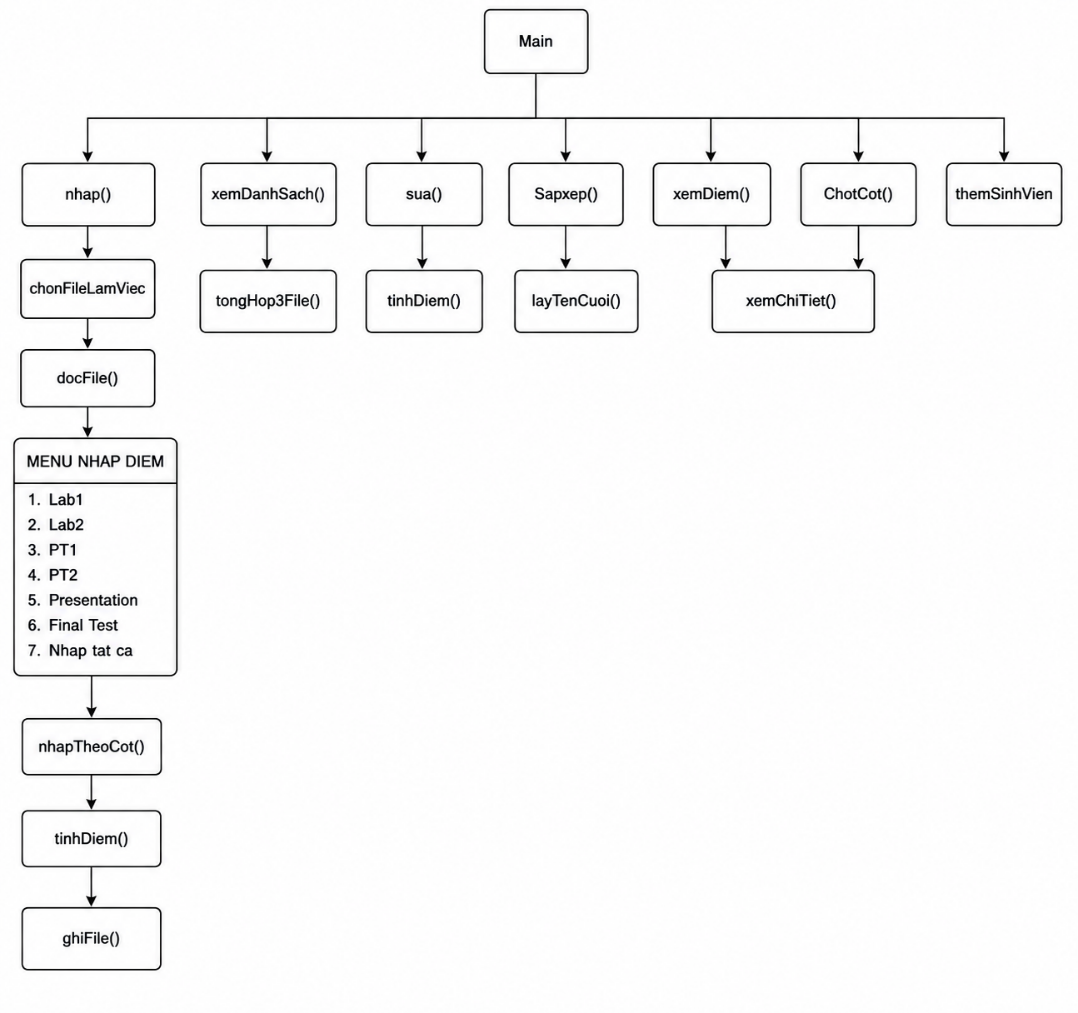 Main
nhap()
xemDanhSach()
sua()
Sapxep()
xemDiem()
ChotCot()
themSinhVien
chonFileLamViec
tongHop3File()
tinhDiem()
layTenCuoi()
xemChiTiet()
docFile()
MENU NHAP DIEM
1. Lab1
2. Lab2
3. PT1
4. PT2
5. Presentation
6. Final Test
7. Nhap tat ca
nhapTheoCot()
tinhDiem()
ghiFile()